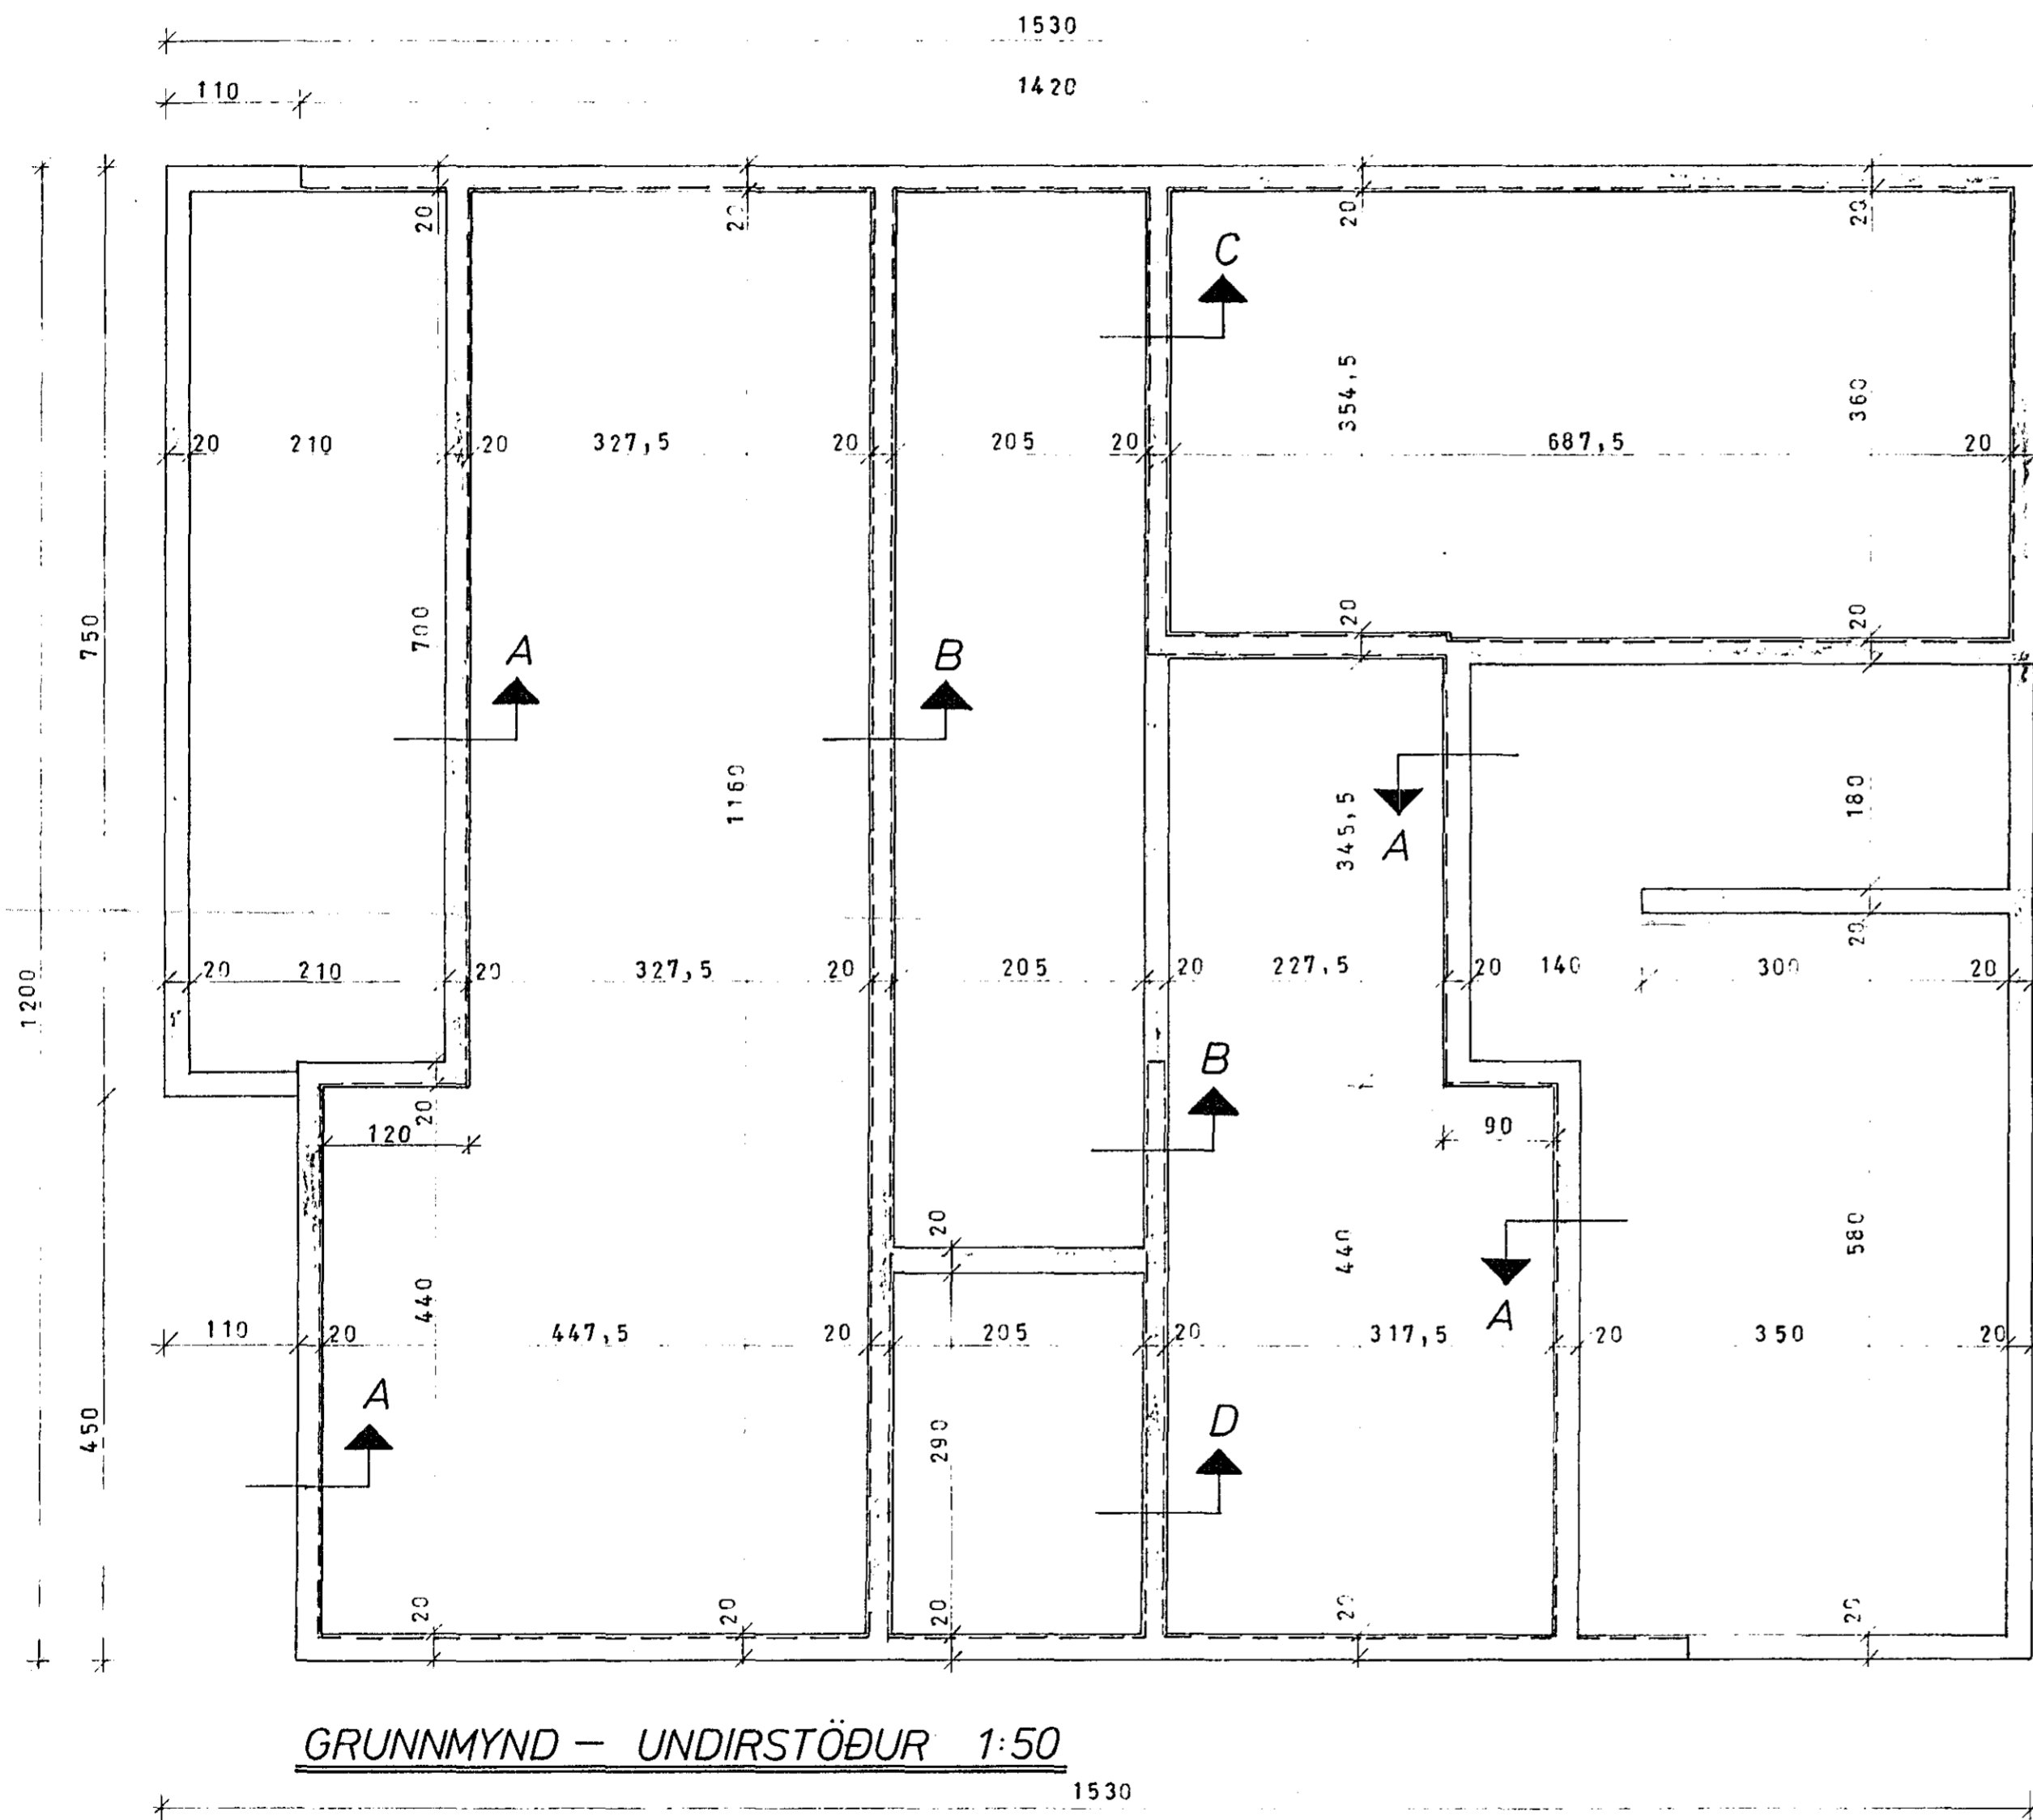 1530
110 1420
20 20 20 20
C
354,5 360
20 210 20 327,5 20 205 20 687,5 20
750 700 20 20
A B
1160 345,5 180
A
20
1200 20 210 20 327,5 20 205 20 227,5 20 140 300 20
B
20 120 90
20 440 440 580
110 20 447,5 20 205 20 317,5 A 20 350 20
A 450 290 D
20 20 20 20 20
GRUNNMYND — UNDIRSTÖÐUR 1:50
1530